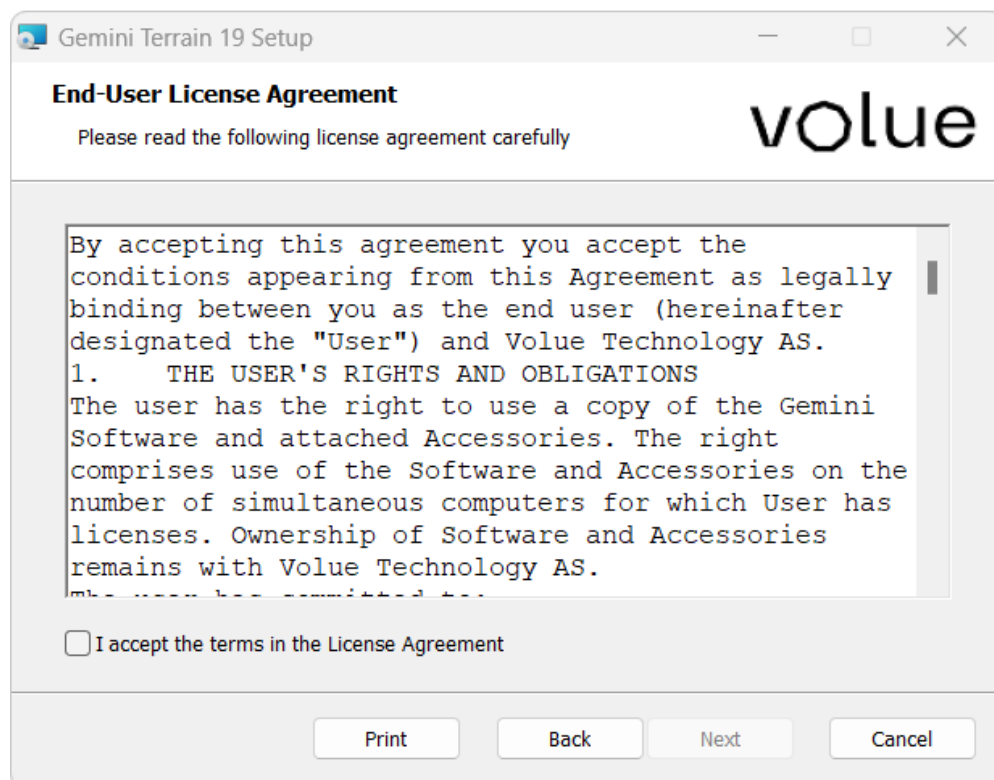 Gemini Terrain 19 Setup
End-User License Agreement
Please read the following license agreement carefully
volue
By accepting this agreement you accept the
conditions appearing from this Agreement as legally
binding between you as the end user (hereinafter
designated the "User") and Volue Technology AS.
1. THE USER'S RIGHTS AND OBLIGATIONS
The user has the right to use a copy of the Gemini
Software and attached Accessories. The right
comprises use of the Software and Accessories on the
number of simultaneous computers for which User has
licenses. Ownership of Software and Accessories
remains with Volue Technology AS.
The user has committed to:
I accept the terms in the License Agreement
Print Back Next Cancel